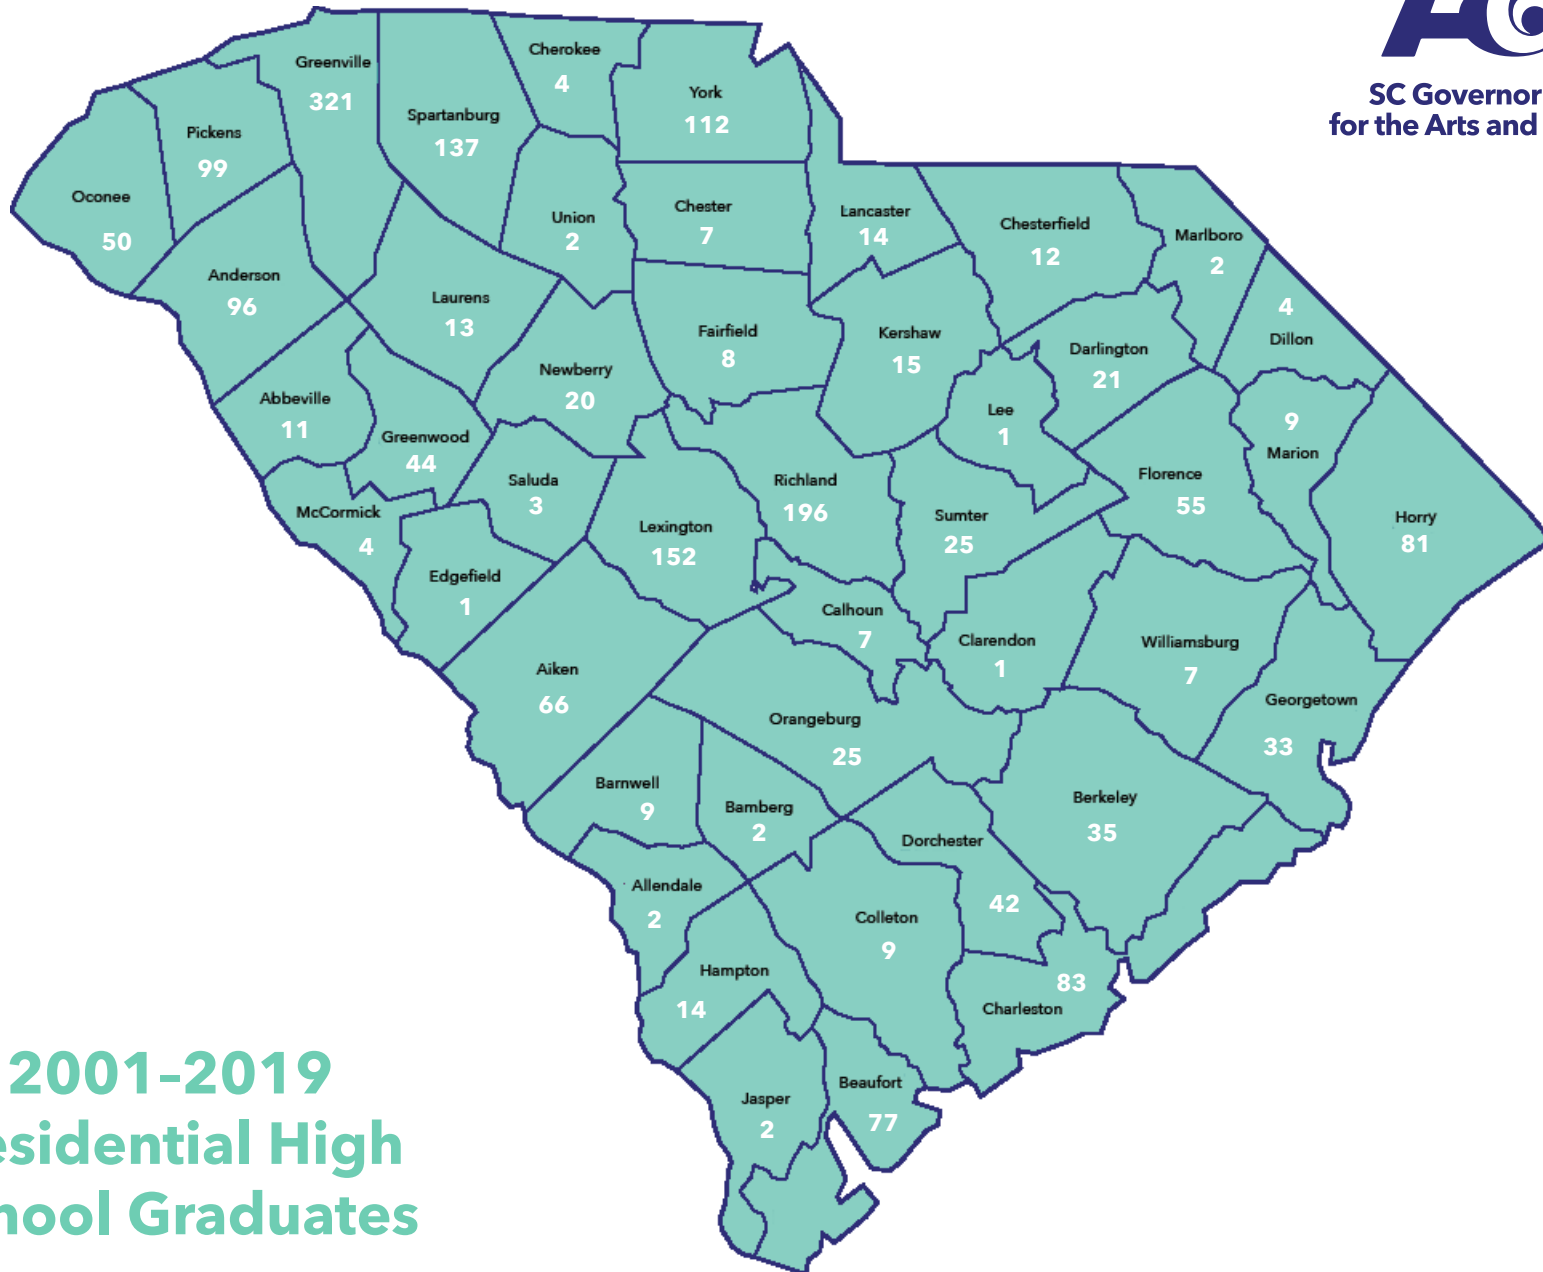 SC Governor
for the Arts and
Greenville
321
Spartanburg
137
Cherokee
4
York
112
Pickens
99
Oconee
50
Anderson
96
Union
2
Chester
7
Lancaster
14
Chesterfield
12
Marlboro
2
4
Dillon
Laurens
13
Fairfield
8
Kershaw
15
Darlington
21
Newberry
20
Abbeville
11
Greenwood
44
Lee
1
9
Marion
Saluda
3
Richland
196
Florence
55
McCormick
4
Lexington
152
Sumter
25
Horry
81
Edgefield
1
Calhoun
7
Clarendon
1
Williamsburg
7
Aiken
66
Orangeburg
25
Georgetown
33
Barnwell
9
Bamberg
2
Berkeley
35
Dorchester
42
Allendale
2
Colleton
9
Hampton
14
83
Charleston
Jasper
2
Beaufort
77
2001-2019
esidential High
hool Graduates